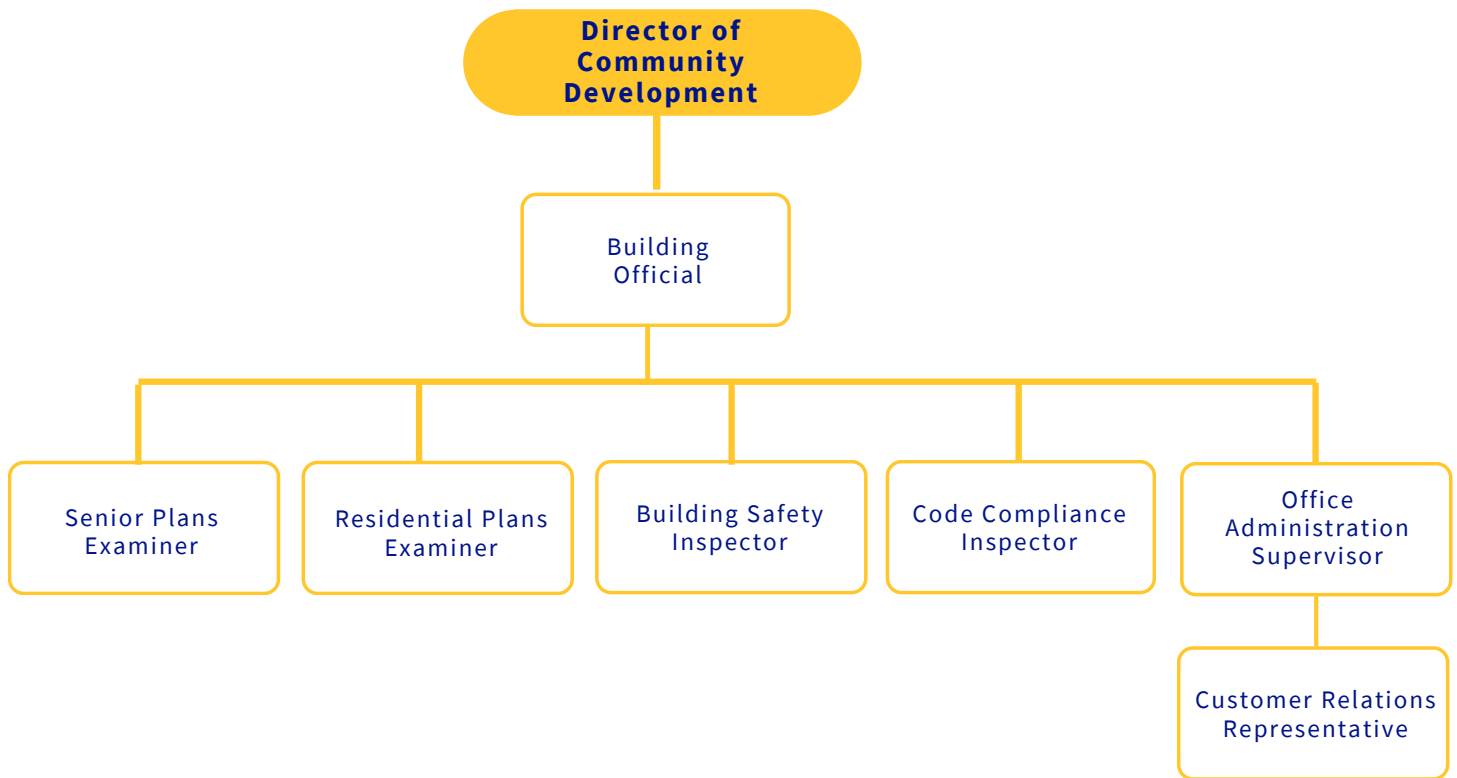 Director of
Community
Development
Building
Official
Senior Plans
Examiner
Residential Plans
Examiner
Building Safety
Inspector
Code Compliance
Inspector
Office
Administration
Supervisor
Customer Relations
Representative